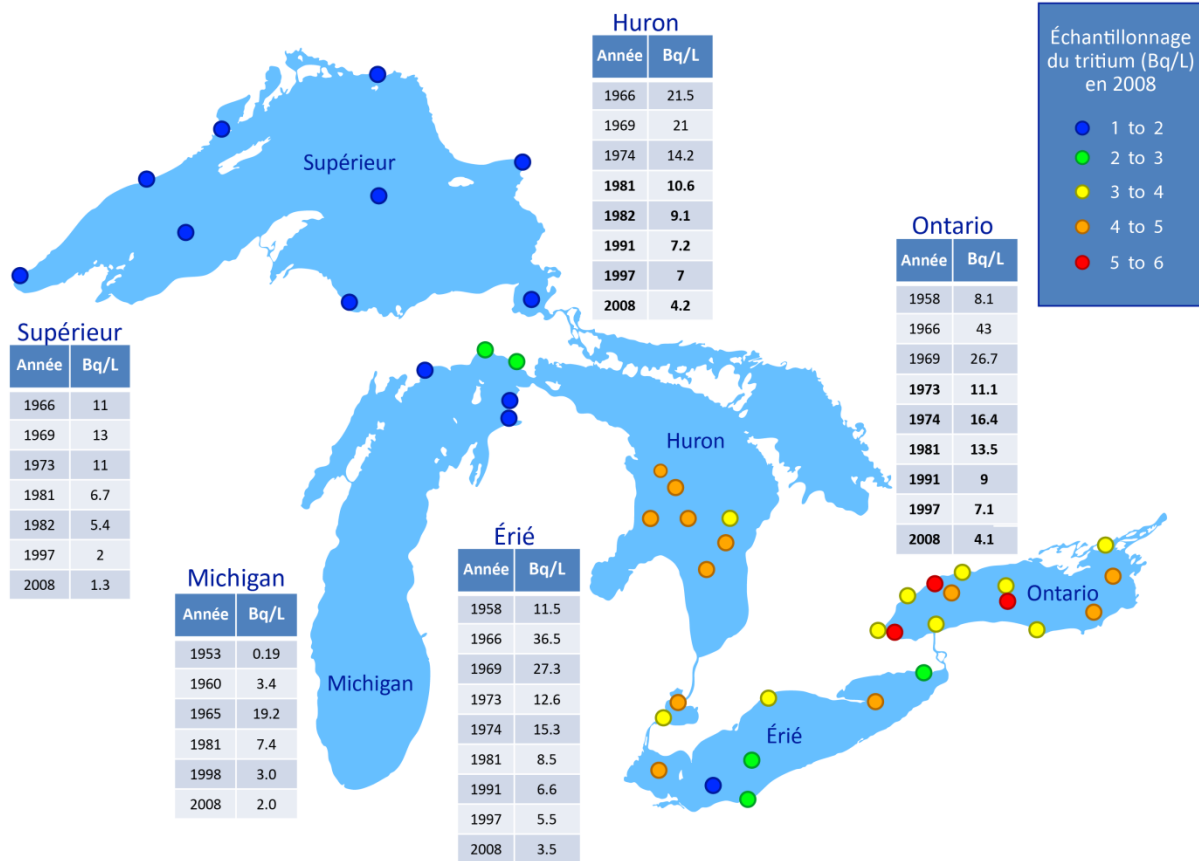 Huron
Année Bq/L
1966 21.5
1969 21
1974 14.2
1981 10.6
1982 9.1
1991 7.2
1997 7
2008 4.2
Échantillonnage
du tritium (Bq/L)
en 2008
1 to 2
2 to 3
3 to 4
4 to 5
5 to 6
Supérieur
Ontario
Année Bq/L
1958 8.1
1966 43
1969 26.7
1973 11.1
1974 16.4
1981 13.5
1991 9
1997 7.1
2008 4.1
Supérieur
Année Bq/L
1966 11
1969 13
1973 11
1981 6.7
1982 5.4
1997 2
2008 1.3
Huron
Michigan
Année Bq/L
1953 0.19
1960 3.4
1965 19.2
1981 7.4
1998 3.0
2008 2.0
Michigan
Érié
Année Bq/L
1958 11.5
1966 36.5
1969 27.3
1973 12.6
1974 15.3
1981 8.5
1991 6.6
1997 5.5
2008 3.5
Ontario
Érié